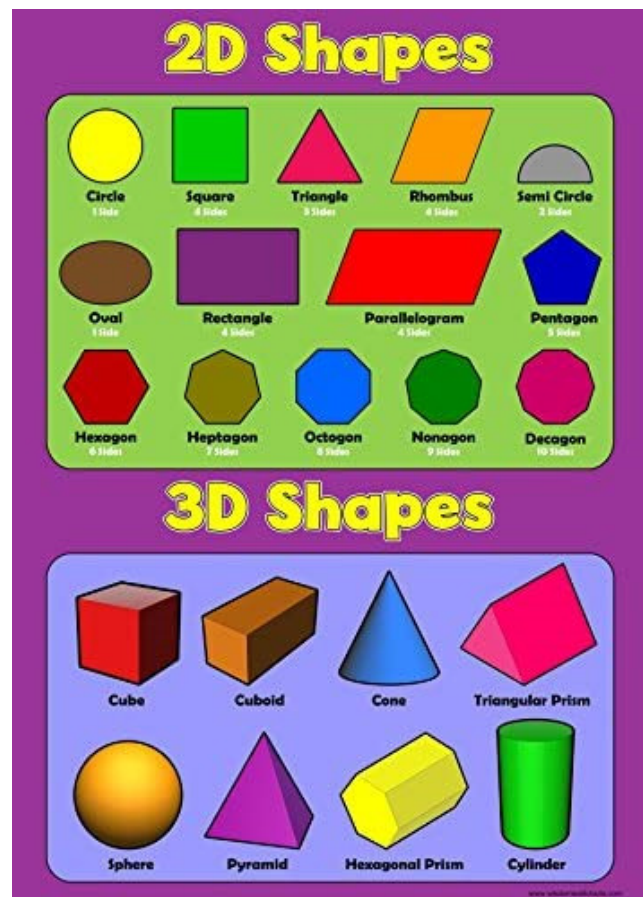 2D Shapes
Circle Square Triangle Rhombus Semi Circle
1 Side 4 Sides 3 Sides 4 Sides 2 Sides
Oval Rectangle Parallelogram Pentagon
1 Side 4 Sides 4 Sides 5 Sides
Hexagon Heptagon Octogon Nonagon Decagon
6 Sides 7 Sides 8 Sides 9 Sides 10 Sides
3D Shapes
Cube Cuboid Cone Triangular Prism
Sphere Pyramid Hexagonal Prism Cylinder